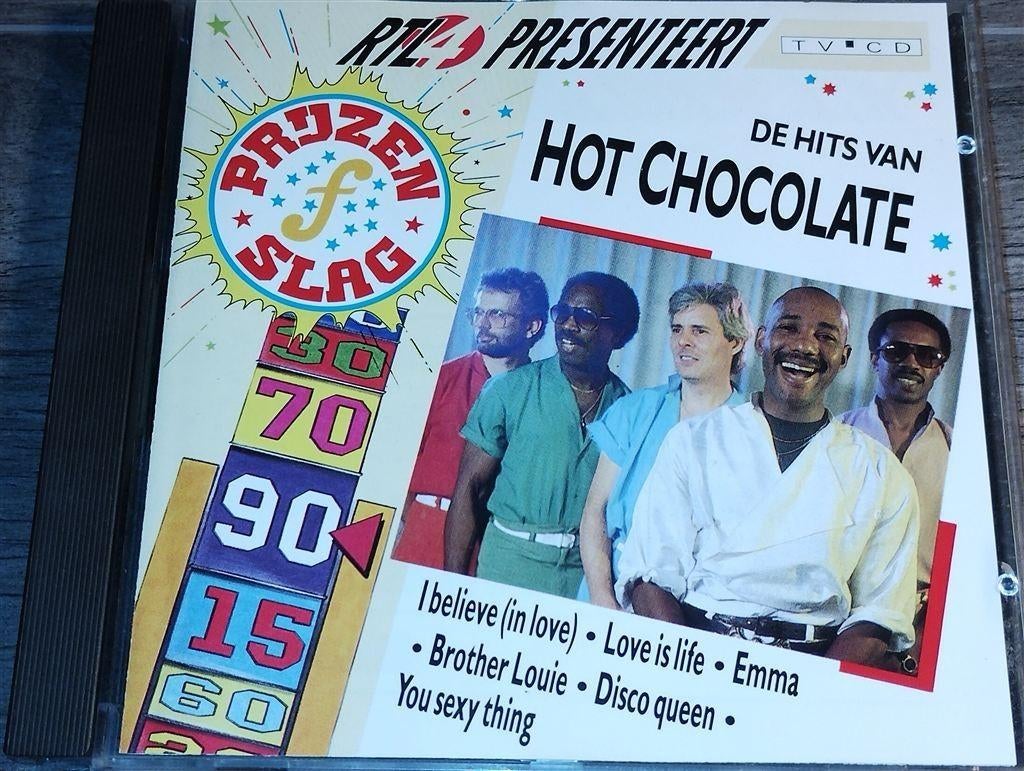 RTL4 PRESENTEERT
TV CD
PRIJZEN
f
SLAG
DE HITS VAN
HOT CHOCOLATE
30
70
90
15
60
I believe (in love) • Love is life • Emma
• Brother Louie • Disco queen •
You sexy thing